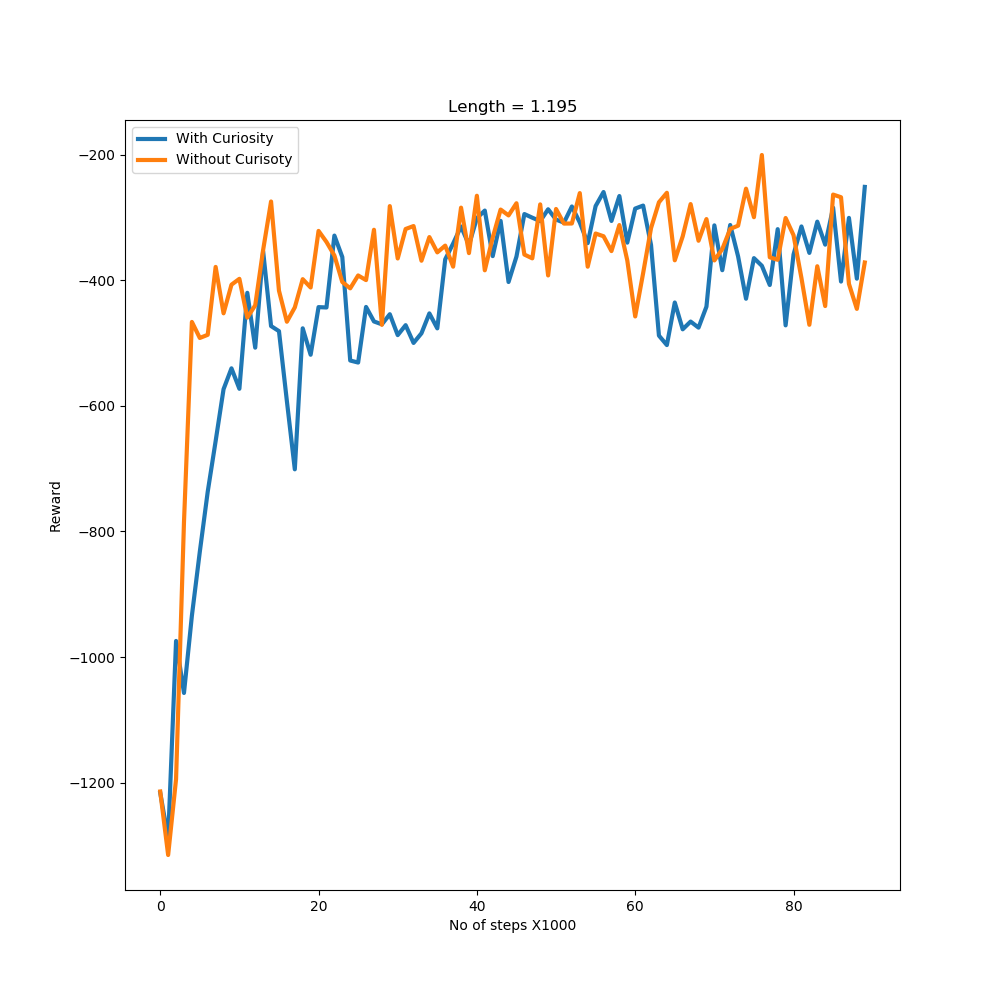 Length = 1.195
With Curiosity
Without Curisoty
−200
−400
−600
−800
−1000
−1200
Reward
0 20 40 60 80
No of steps X1000